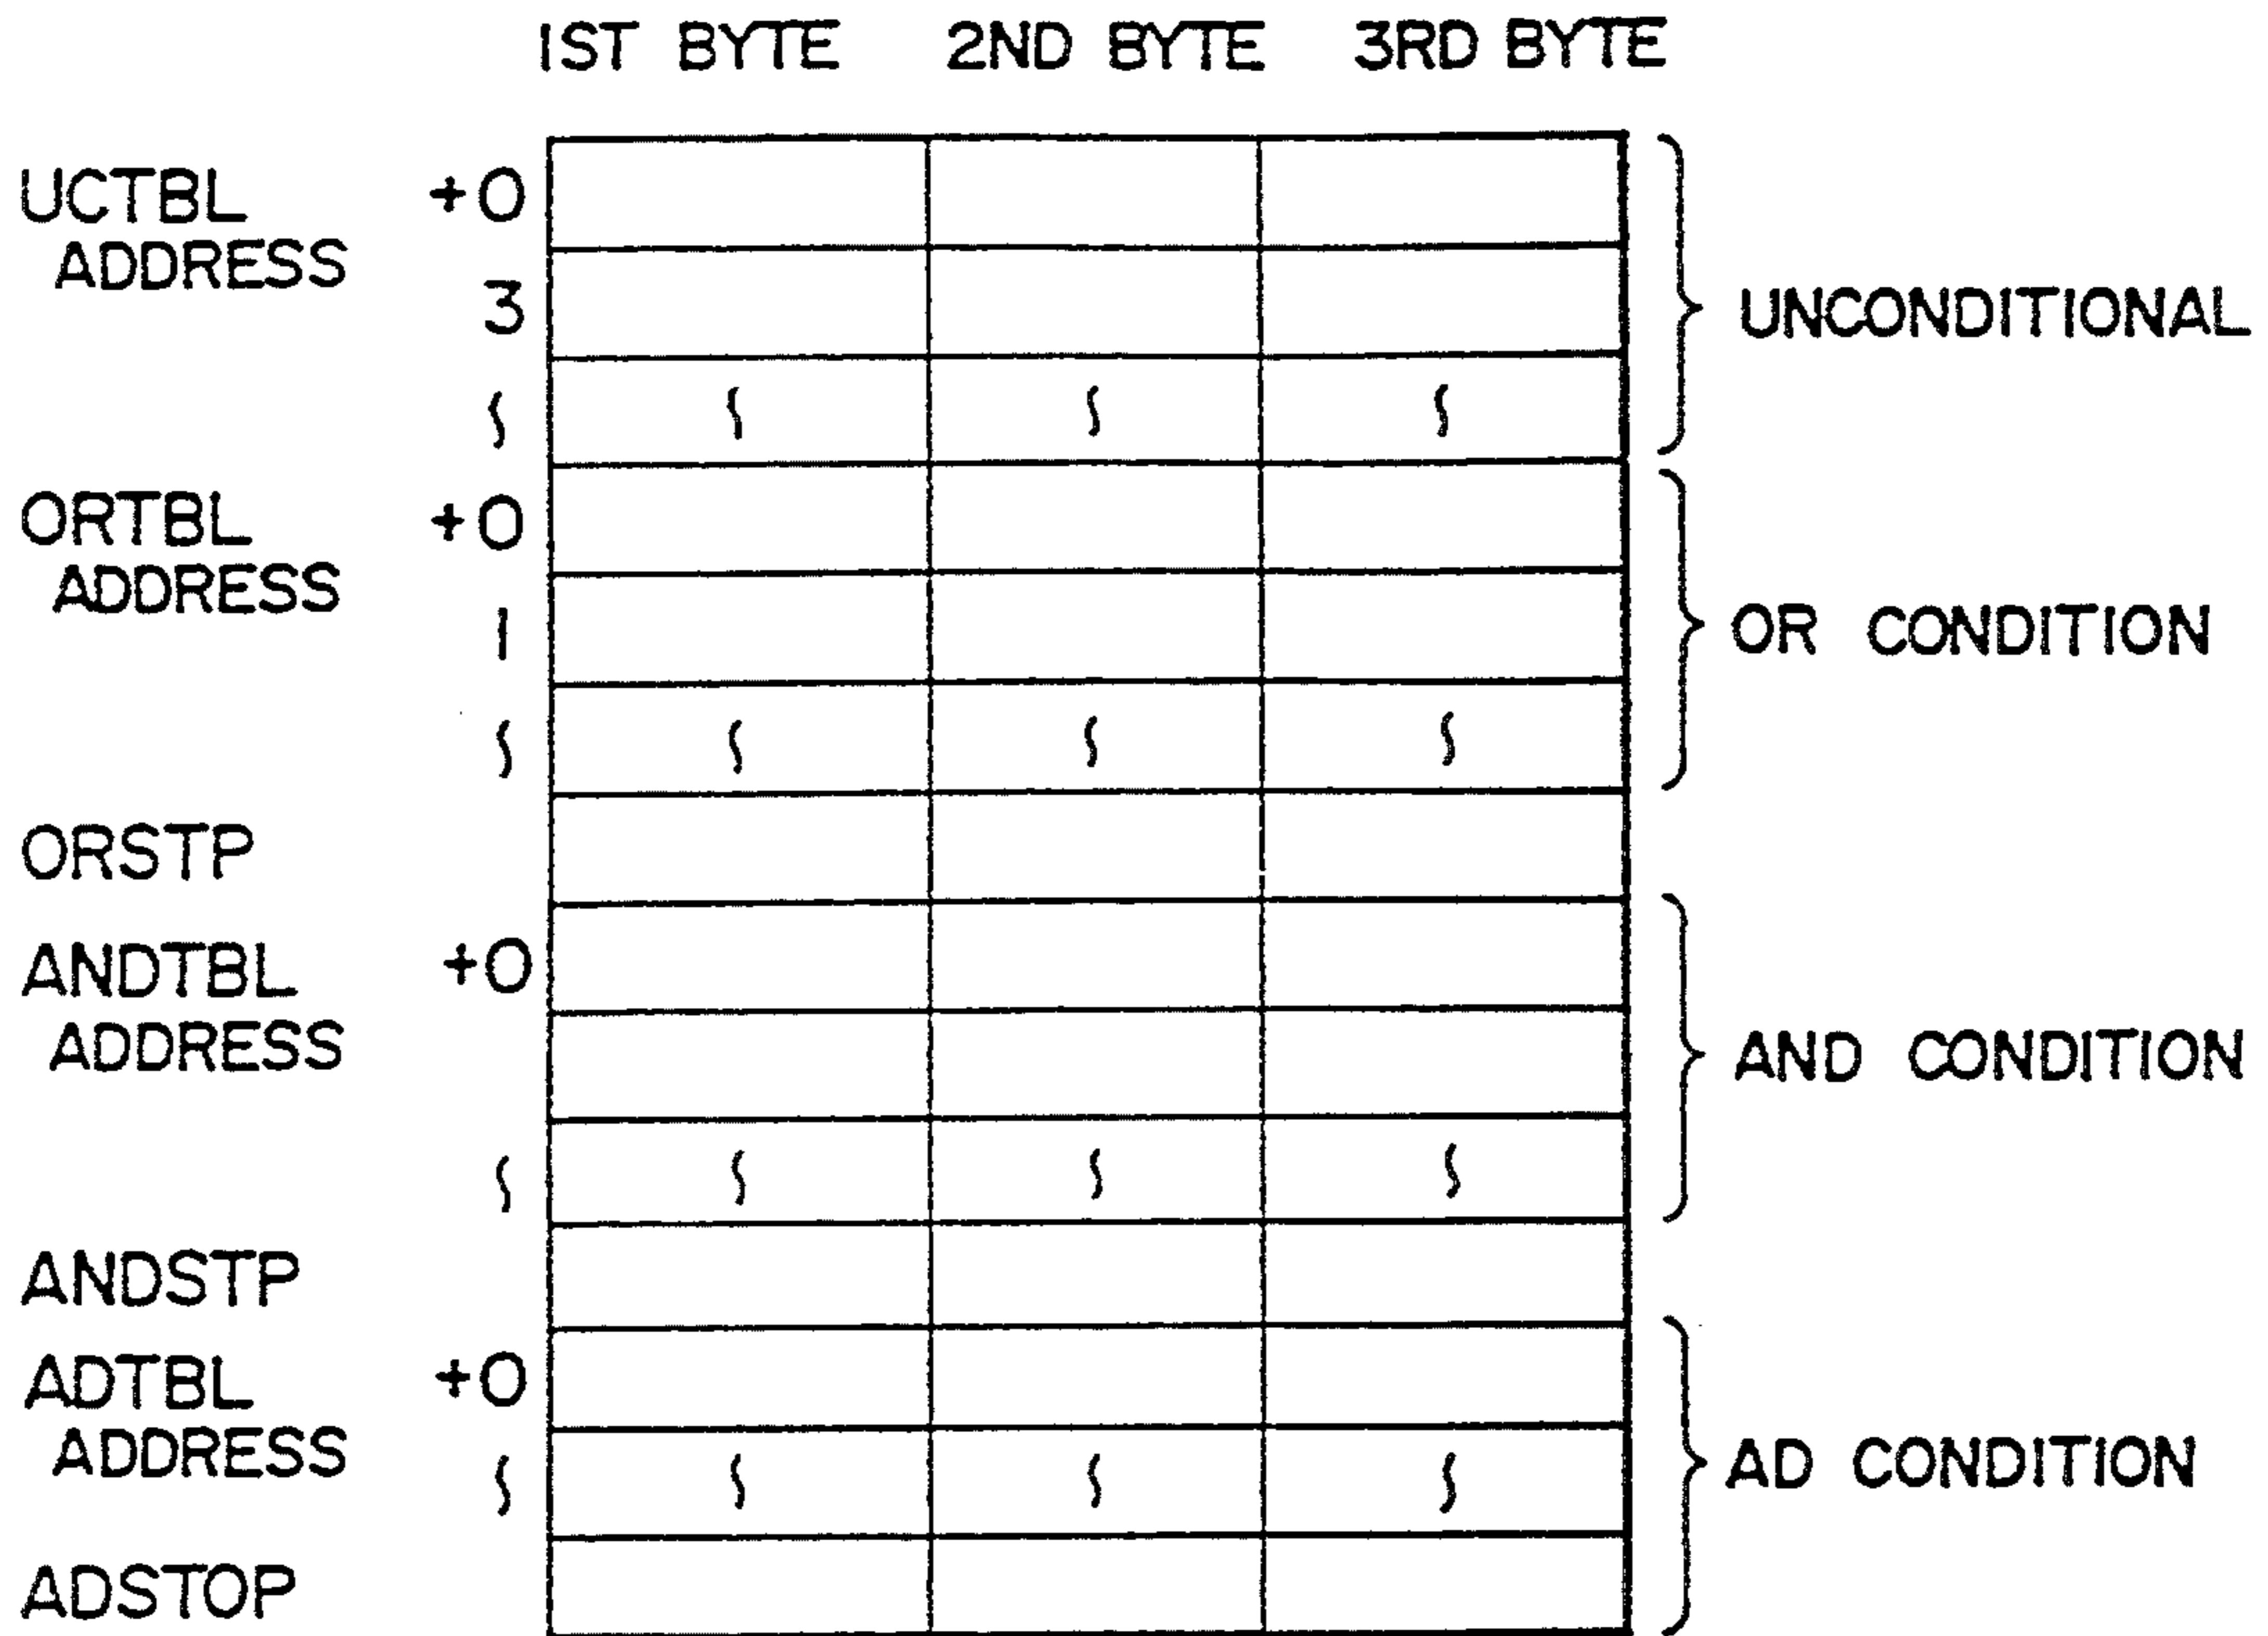 1ST BYTE 2ND BYTE 3RD BYTE
UCTBL +0
ADDRESS
3
UNCONDITIONAL
ORTBL +0
ADDRESS
1
OR CONDITION
ORSTP
ANDTBL +0
ADDRESS
AND CONDITION
ANDSTP
ADTBL +0
ADDRESS
AD CONDITION
ADSTOP